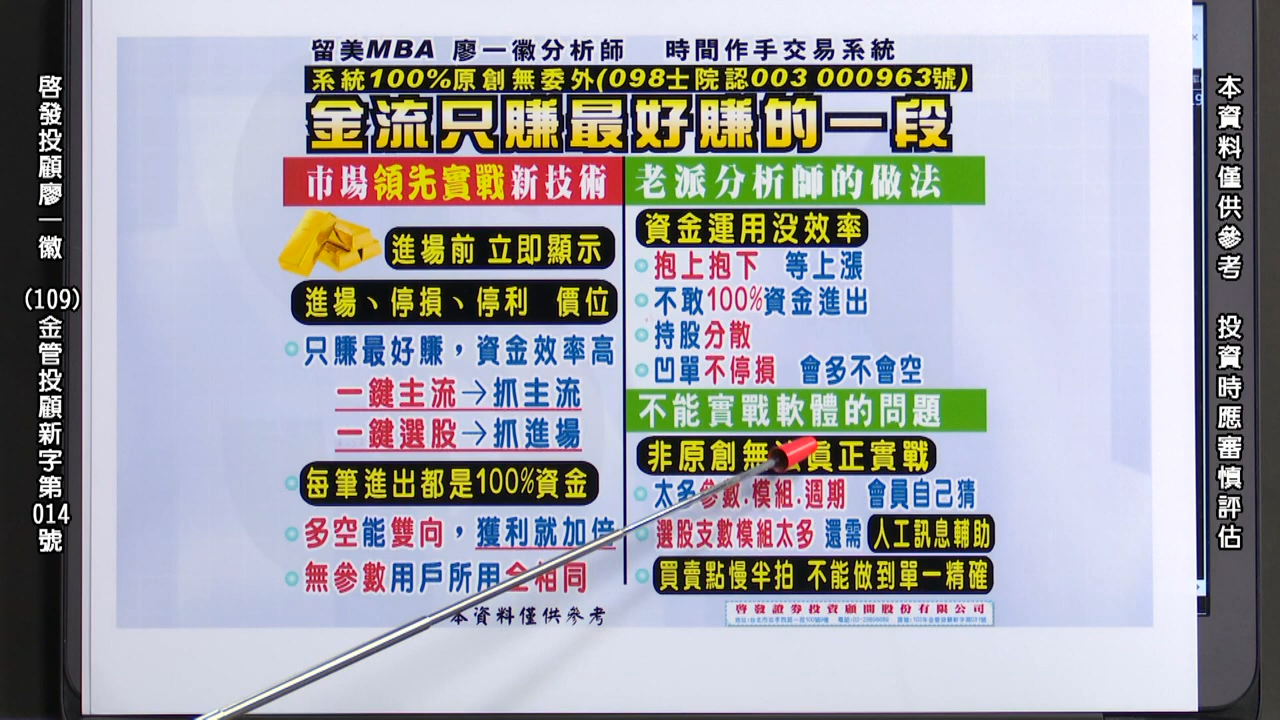 留美MBA 廖一徽分析師 時間作手交易系統
系統100%原創無委外(098士院認003 000963號)
金流只賺最好賺的一段
市場領先實戰新技術
進場前 立即顯示
進場、停損、停利 價位
只賺最好賺，資金效率高
一鍵主流→抓主流
一鍵選股→抓進場
每筆進出都是100%資金
多空能雙向，獲利就加倍
無參數用戶所用全相同
本資料僅供參考
老派分析師的做法
資金運用没效率
抱上抱下 等上漲
不敢100%資金進出
持股分散
凹單不停損 會多不會空
不能實戰軟體的問題
非原創無 真正實戰
太多參數.模組.週期 會員自己猜
選股支數模組太多 還需 人工訊息輔助
買賣點慢半拍 不能做到單一精確
啓發證券投資顧問股份有限公司
啓發投顧廖一徽 (109)金管投顧新字第014號
本資料僅供參考 投資時應審慎評估